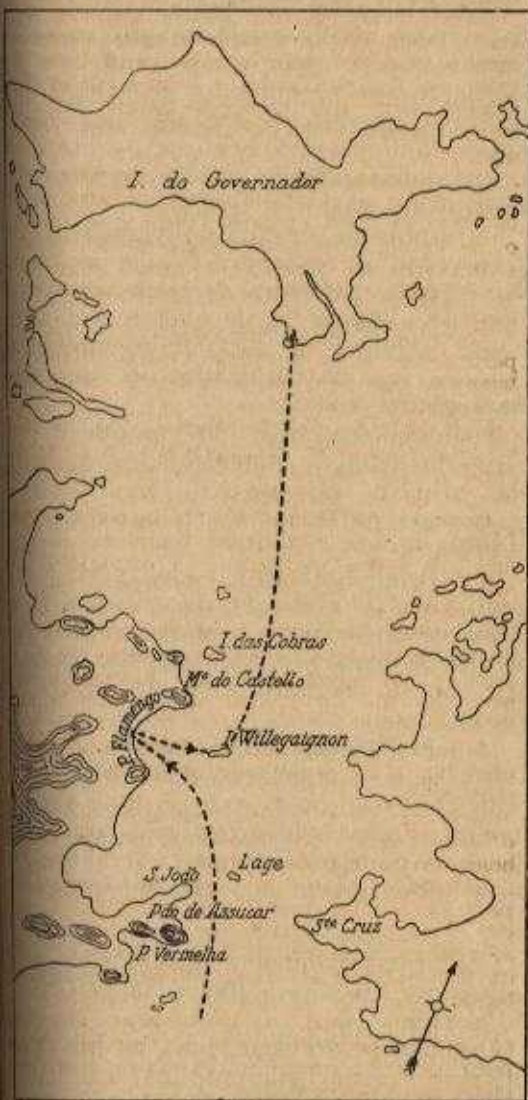 I. do Governador
I. das Cobras
Mº do Castello
P. Flamengo
I. Willegaignon
S. João
Lage
Pão de Assucar
Sta Cruz
P. Vermelha